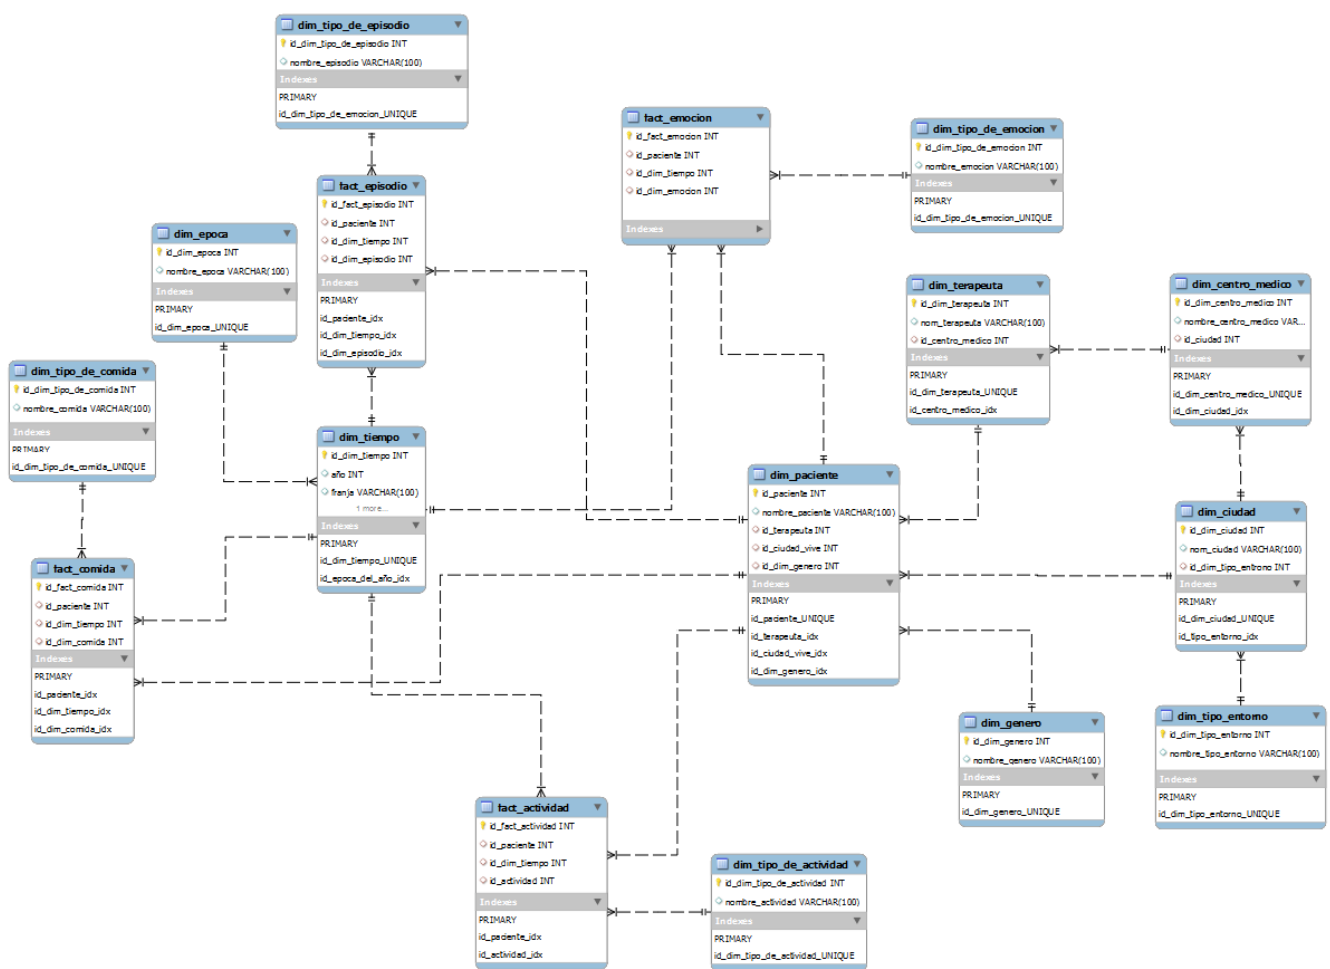 dim_tipo_de_episodio
id_dim_tipo_de_episodio INT
nombre_episodio VARCHAR(100)
Indexes
PRIMARY
id_dim_tipo_de_emocion_UNIQUE
fact_emocion
id_fact_emocion INT
id_paciente INT
id_dim_tiempo INT
id_dim_emocion INT
Indexes
dim_tipo_de_emocion
id_dim_tipo_de_emocion INT
nombre_emocion VARCHAR(100)
Indexes
PRIMARY
id_dim_tipo_de_emocion_UNIQUE
fact_episodio
id_fact_episodio INT
id_paciente INT
id_dim_tiempo INT
id_dim_episodio INT
Indexes
PRIMARY
id_paciente_idx
id_dim_tiempo_idx
id_dim_episodio_idx
dim_epoca
id_dim_epoca INT
nombre_epoca VARCHAR(100)
Indexes
PRIMARY
id_dim_epoca_UNIQUE
dim_terapeuta
id_dim_terapeuta INT
nom_terapeuta VARCHAR(100)
id_centro_medico INT
Indexes
PRIMARY
id_dim_terapeuta_UNIQUE
id_centro_medico_idx
dim_centro_medico
id_dim_centro_medico INT
nombre_centro_medico VAR...
id_ciudad INT
Indexes
PRIMARY
id_dim_centro_medico_UNIQUE
id_dim_ciudad_idx
dim_tipo_de_comida
id_dim_tipo_de_comida INT
nombre_comida VARCHAR(100)
Indexes
PRIMARY
id_dim_tipo_de_comida_UNIQUE
dim_tiempo
id_dim_tiempo INT
año INT
franja VARCHAR(100)
1 more...
Indexes
PRIMARY
id_dim_tiempo_UNIQUE
id_epoca_del_año_idx
dim_paciente
id_paciente INT
nombre_paciente VARCHAR(100)
id_terapeuta INT
id_ciudad_vive INT
id_dim_genero INT
Indexes
PRIMARY
id_paciente_UNIQUE
id_terapeuta_idx
id_ciudad_vive_idx
id_dim_genero_idx
dim_ciudad
id_dim_ciudad INT
nom_ciudad VARCHAR(100)
id_dim_tipo_entrono INT
Indexes
PRIMARY
id_dim_ciudad_UNIQUE
id_tipo_entorno_idx
fact_comida
id_fact_comida INT
id_paciente INT
id_dim_tiempo INT
id_dim_comida INT
Indexes
PRIMARY
id_paciente_idx
id_dim_tiempo_idx
id_dim_comida_idx
dim_genero
id_dim_genero INT
nombre_genero VARCHAR(100)
Indexes
PRIMARY
id_dim_genero_UNIQUE
dim_tipo_entorno
id_dim_tipo_entorno INT
nombre_tipo_entorno VARCHAR(100)
Indexes
PRIMARY
id_dim_tipo_entorno_UNIQUE
fact_actividad
id_fact_actividad INT
id_paciente INT
id_dim_tiempo INT
id_actividad INT
Indexes
PRIMARY
id_paciente_idx
id_actividad_idx
dim_tipo_de_actividad
id_dim_tipo_de_actividad INT
nombre_actividad VARCHAR(100)
Indexes
PRIMARY
id_dim_tipo_de_actividad_UNIQUE